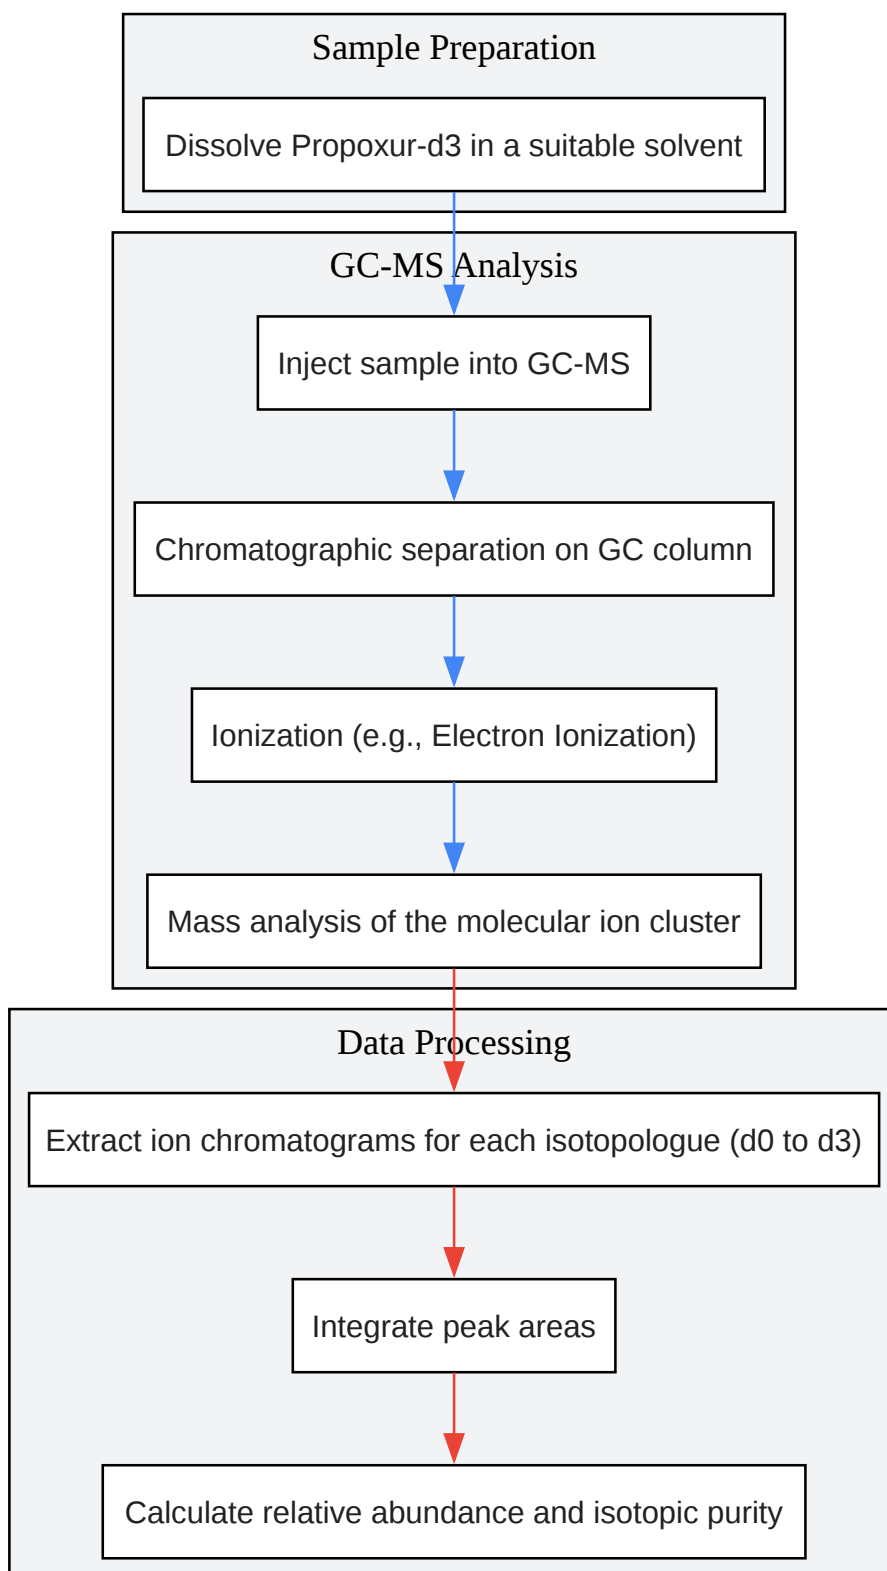 Sample Preparation
Dissolve Propoxur-d3 in a suitable solvent
GC-MS Analysis
Inject sample into GC-MS
Chromatographic separation on GC column
Ionization (e.g., Electron Ionization)
Mass analysis of the molecular ion cluster
Data Processing
Extract ion chromatograms for each isotopologue (d0 to d3)
Integrate peak areas
Calculate relative abundance and isotopic purity